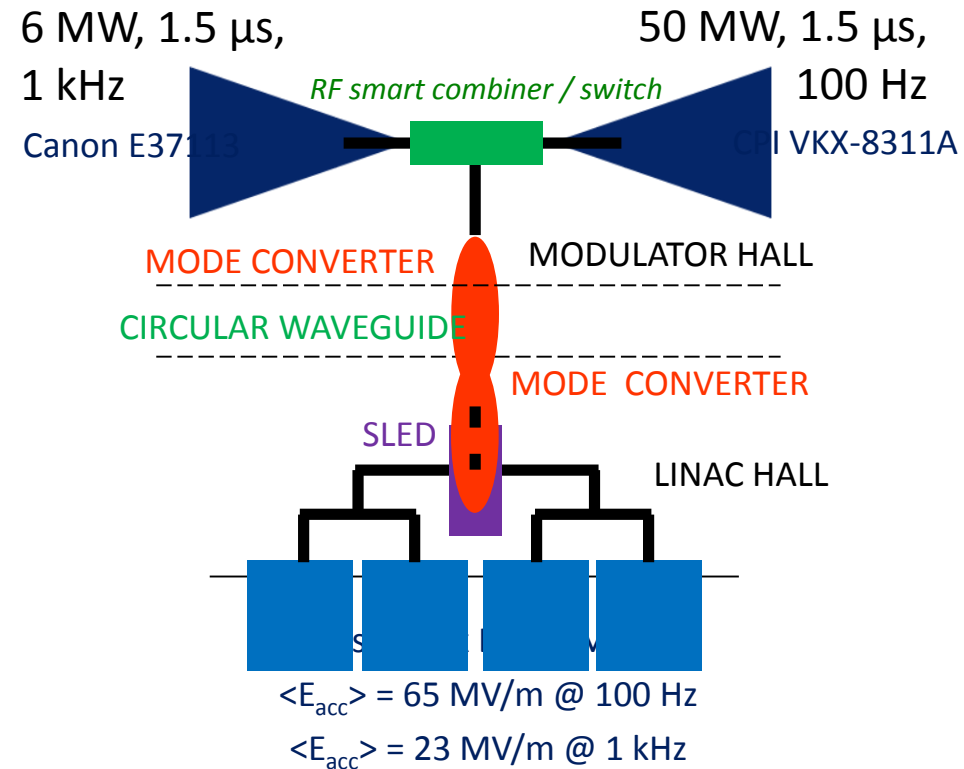 6 MW, 1.5 µs,
1 kHz
50 MW, 1.5 µs,
100 Hz
RF smart combiner / switch
Canon E37113
CPI VKX-8311A
MODE CONVERTER
MODULATOR HALL
CIRCULAR WAVEGUIDE
MODE CONVERTER
SLED
LINAC HALL
<E_acc> = 65 MV/m @ 100 Hz
<E_acc> = 23 MV/m @ 1 kHz